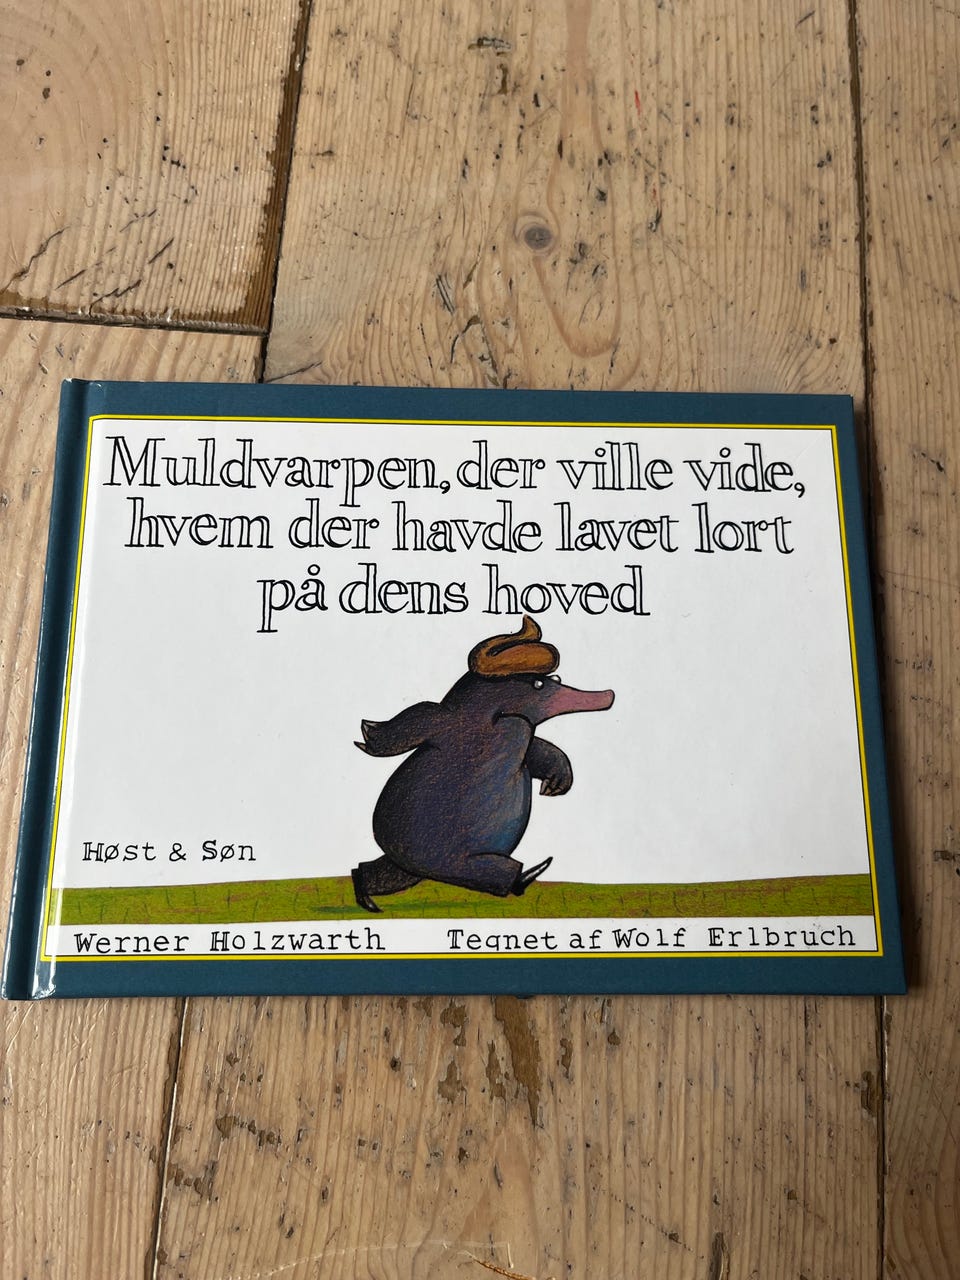 Muldvarpen, der ville vide,
hvem der havde lavet lort
på dens hoved
Høst & Søn
Werner Holzwarth Tegnet af Wolf Erlbruch